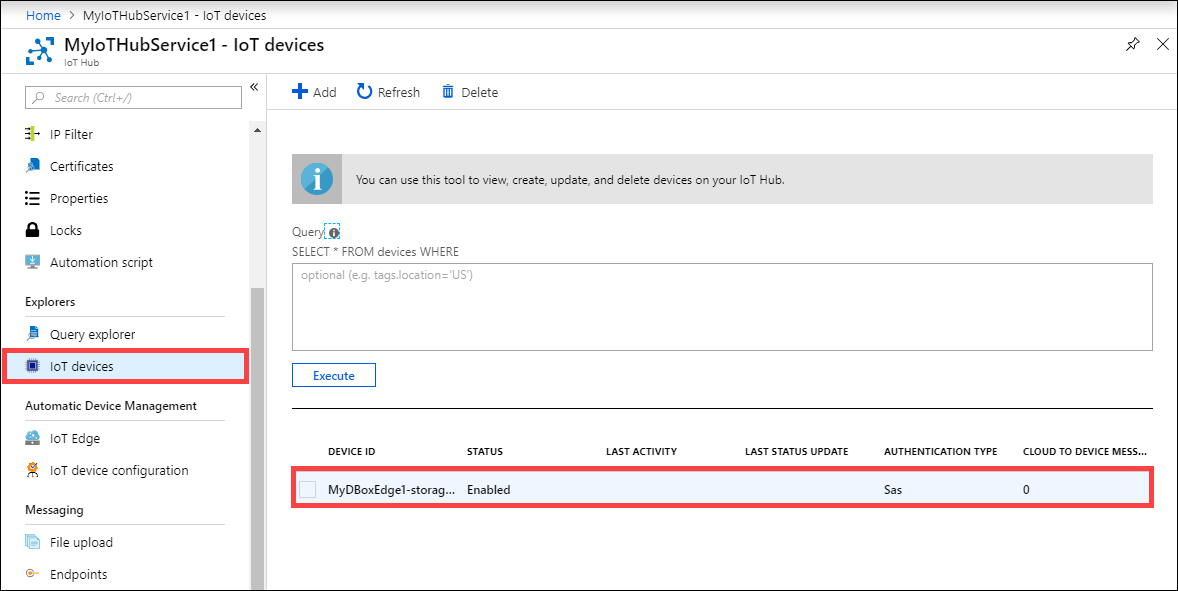 Home > MyIoTHubService1 - IoT devices
MyIoTHubService1 - IoT devices
IoT Hub
Search (Ctrl+/)
«
IP Filter
Certificates
Properties
Locks
Automation script
Explorers
Query explorer
IoT devices
Automatic Device Management
IoT Edge
IoT device configuration
Messaging
File upload
Endpoints
Add Refresh Delete
You can use this tool to view, create, update, and delete devices on your IoT Hub.
Query
SELECT * FROM devices WHERE
optional (e.g. tags.location='US')
Execute
DEVICE ID STATUS LAST ACTIVITY LAST STATUS UPDATE AUTHENTICATION TYPE CLOUD TO DEVICE MESS...
MyDBoxEdge1-storag... Enabled Sas 0